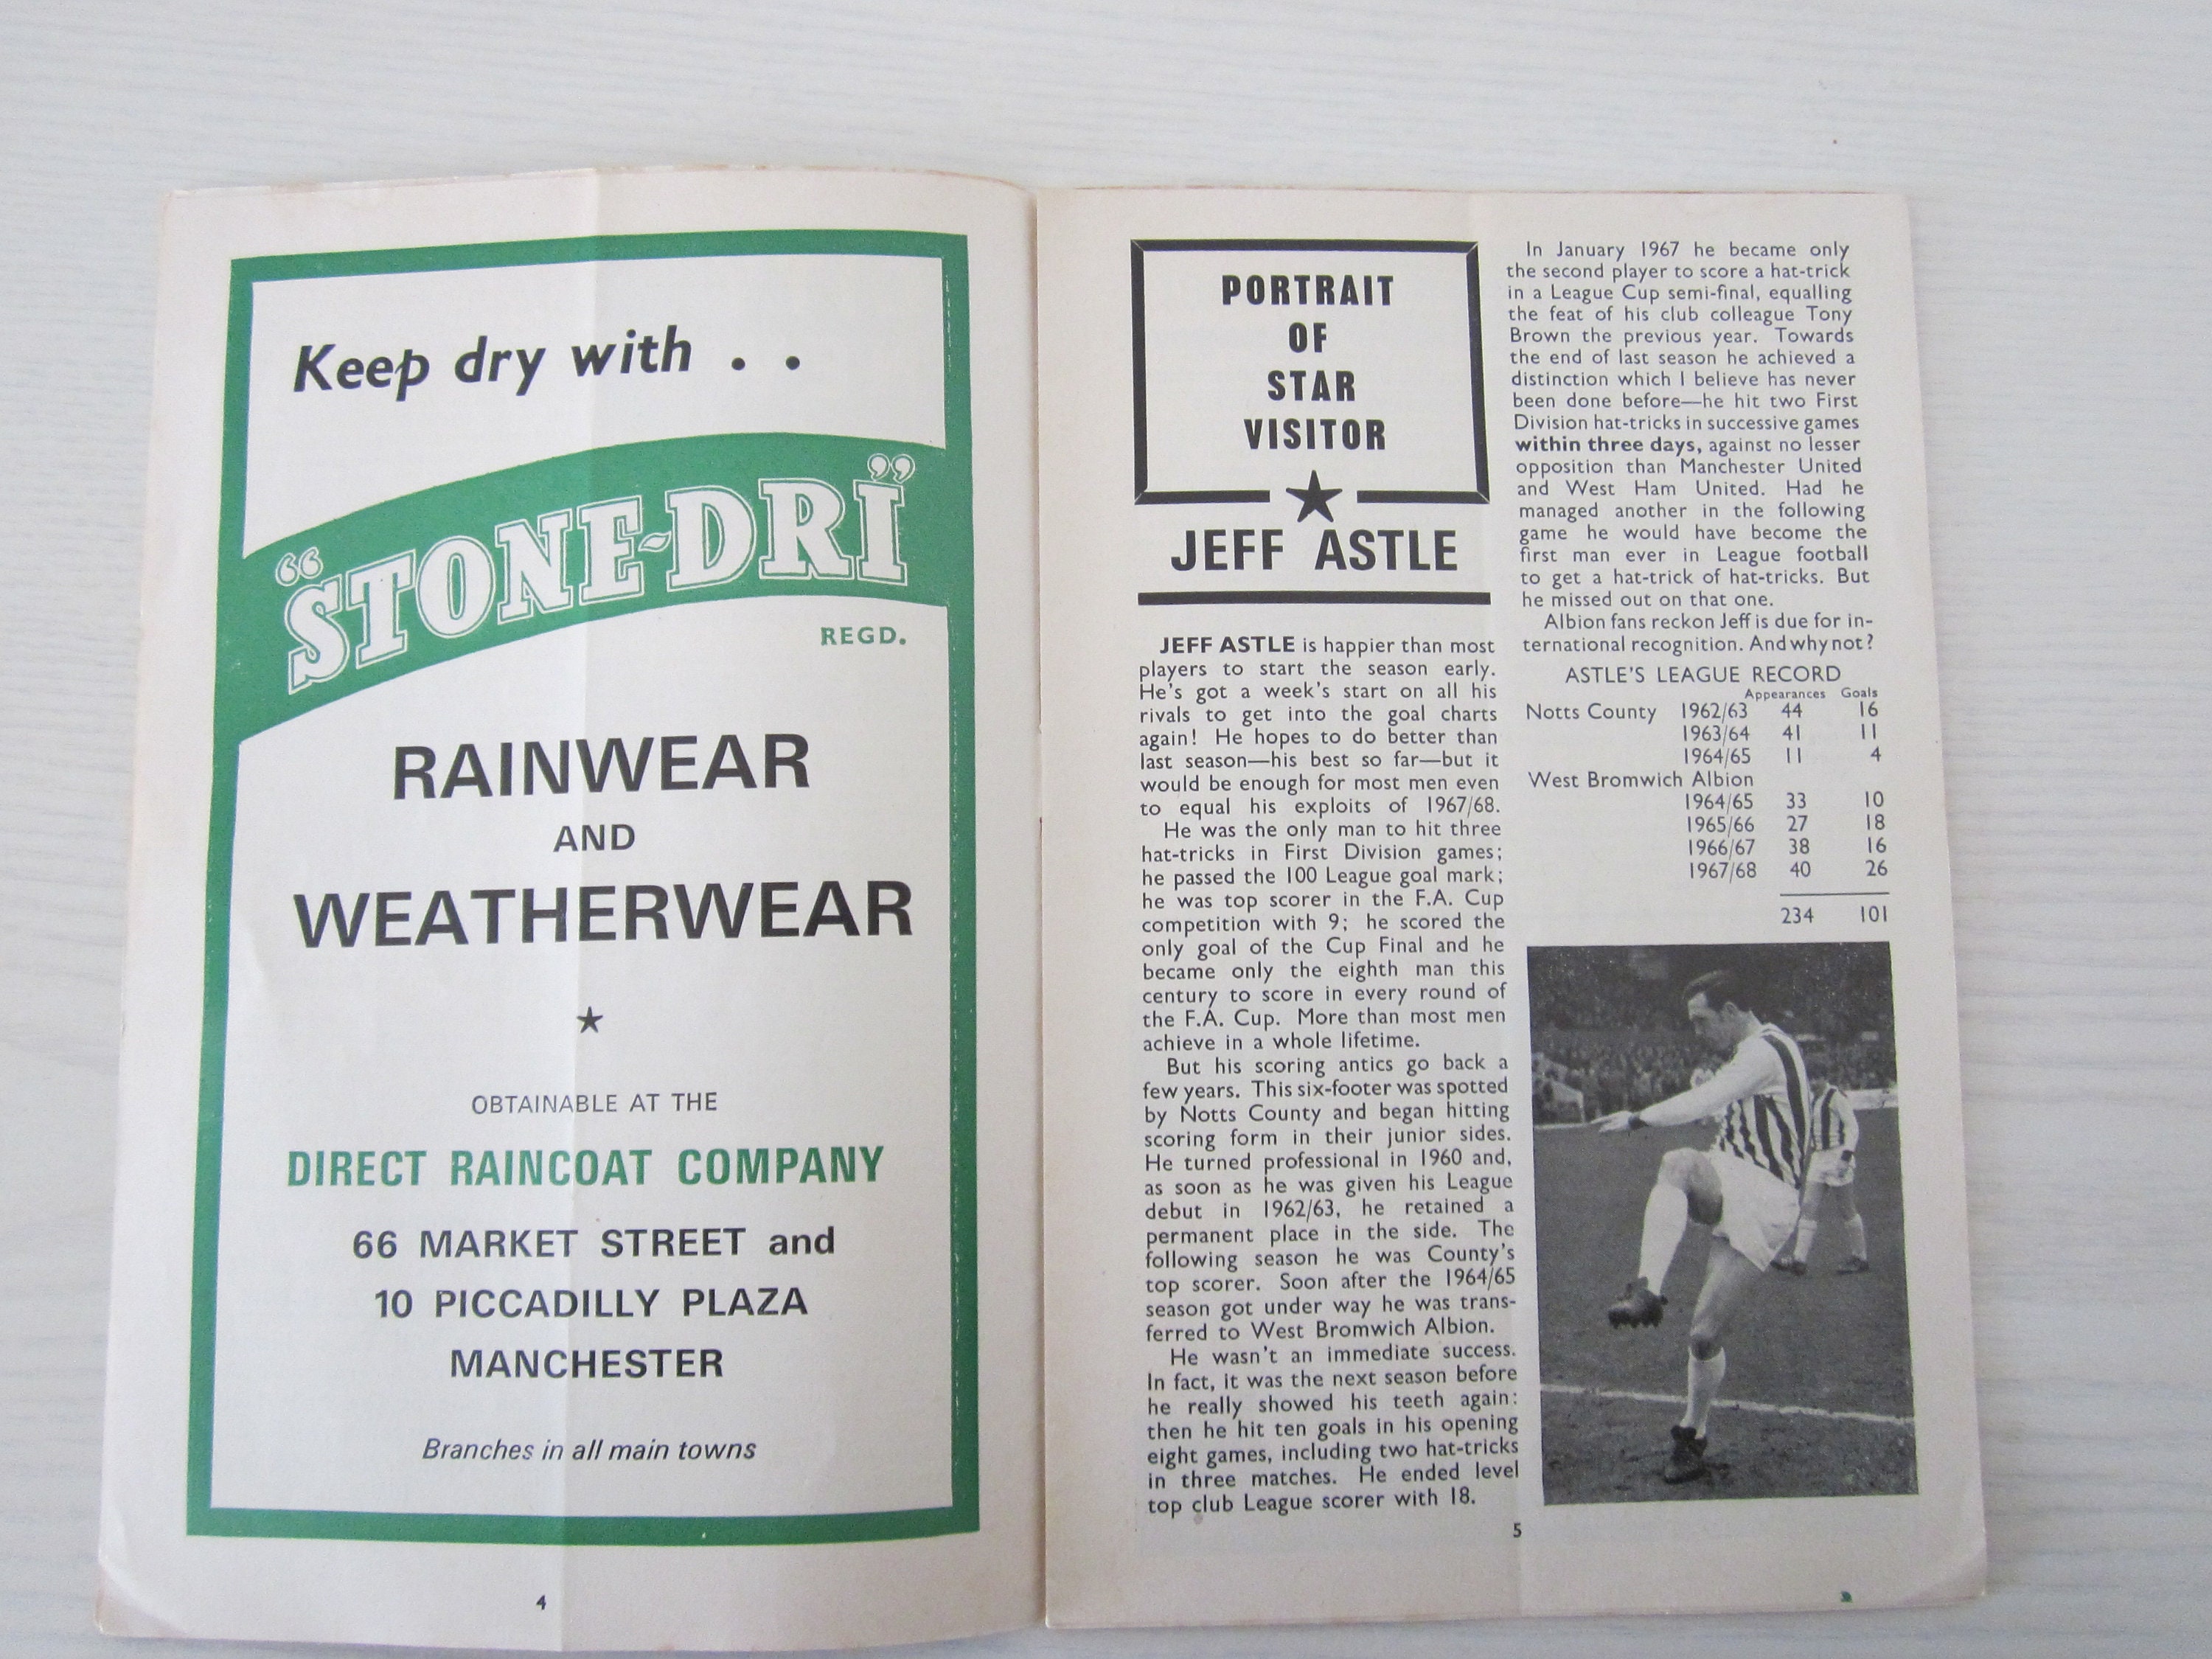 Keep dry with . .
"STONE-DRI"
REGD.
RAINWEAR
AND
WEATHERWEAR
OBTAINABLE AT THE
DIRECT RAINCOAT COMPANY
66 MARKET STREET and
10 PICCADILLY PLAZA
MANCHESTER
Branches in all main towns
4
PORTRAIT
OF
STAR
VISITOR
JEFF ASTLE
JEFF ASTLE is happier than most
players to start the season early.
He's got a week's start on all his
rivals to get into the goal charts
again! He hopes to do better than
last season—his best so far—but it
would be enough for most men even
to equal his exploits of 1967/68.
He was the only man to hit three
hat-tricks in First Division games;
he passed the 100 League goal mark;
he was top scorer in the F.A. Cup
competition with 9; he scored the
only goal of the Cup Final and he
became only the eighth man this
century to score in every round of
the F.A. Cup. More than most men
achieve in a whole lifetime.
But his scoring antics go back a
few years. This six-footer was spotted
by Notts County and began hitting
scoring form in their junior sides.
He turned professional in 1960 and,
as soon as he was given his League
debut in 1962/63, he retained a
permanent place in the side. The
following season he was County's
top scorer. Soon after the 1964/65
season got under way he was trans-
ferred to West Bromwich Albion.
He wasn't an immediate success.
In fact, it was the next season before
he really showed his teeth again:
then he hit ten goals in his opening
eight games, including two hat-tricks
in three matches. He ended level
top club League scorer with 18.
In January 1967 he became only
the second player to score a hat-trick
in a League Cup semi-final, equalling
the feat of his club colleague Tony
Brown the previous year. Towards
the end of last season he achieved a
distinction which I believe has never
been done before—he hit two First
Division hat-tricks in successive games
within three days, against no lesser
opposition than Manchester United
and West Ham United. Had he
managed another in the following
game he would have become the
first man ever in League football
to get a hat-trick of hat-tricks. But
he missed out on that one.
Albion fans reckon Jeff is due for in-
ternational recognition. And why not?
ASTLE'S LEAGUE RECORD
Appearances Goals
Notts County 1962/63 44 16
1963/64 41 11
1964/65 11 4
West Bromwich Albion
1964/65 33 10
1965/66 27 18
1966/67 38 16
1967/68 40 26
234 101
5